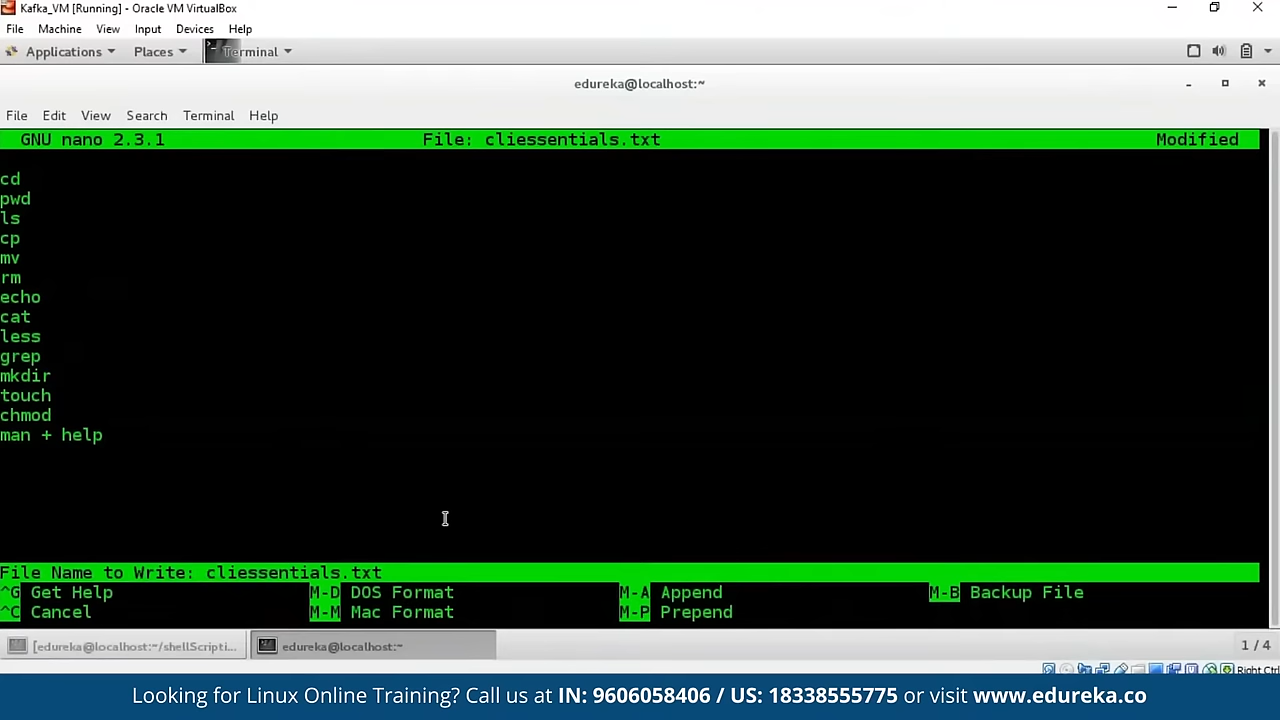 Kafka_VM [Running] - Oracle VM VirtualBox
File Machine View Input Devices Help
Applications Places Terminal
edureka@localhost:~
File Edit View Search Terminal Help
GNU nano 2.3.1 File: cliessentials.txt Modified
cd
pwd
ls
cp
mv
rm
echo
cat
less
grep
mkdir
touch
chmod
man + help
File Name to Write: cliessentials.txt
^G Get Help M-D DOS Format M-A Append M-B Backup File
^C Cancel M-M Mac Format M-P Prepend
[edureka@localhost:~/shellScripti... edureka@localhost:~ 1 / 4
Right Ctrl
Looking for Linux Online Training? Call us at IN: 9606058406 / US: 18338555775 or visit www.edureka.co